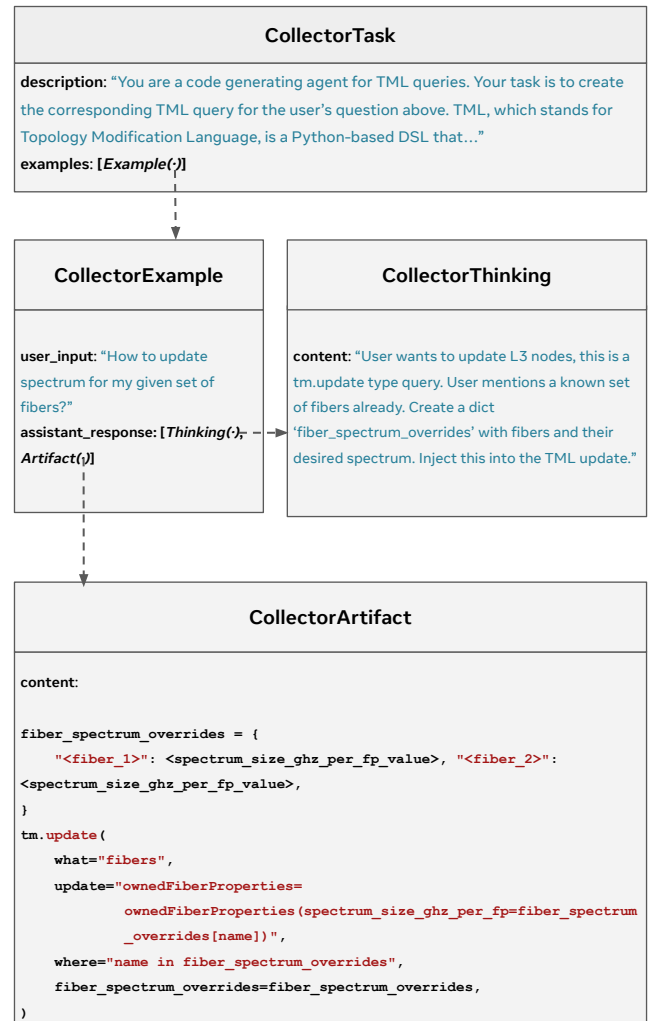 CollectorTask
description: “You are a code generating agent for TML queries. Your task is to create
the corresponding TML query for the user’s question above. TML, which stands for
Topology Modification Language, is a Python-based DSL that…”
examples: [Example(·)]
CollectorExample
user_input: “How to update
spectrum for my given set of
fibers?”
assistant_response: [Thinking(·),
Artifact(·)]
CollectorThinking
content: “User wants to update L3 nodes, this is a
tm.update type query. User mentions a known set
of fibers already. Create a dict
‘fiber_spectrum_overrides’ with fibers and their
desired spectrum. Inject this into the TML update.”
CollectorArtifact
content:
fiber_spectrum_overrides = {
    "<fiber_1>": <spectrum_size_ghz_per_fp_value>, "<fiber_2>":
<spectrum_size_ghz_per_fp_value>,
}
tm.update(
    what="fibers",
    update="ownedFiberProperties=
            ownedFiberProperties(spectrum_size_ghz_per_fp=fiber_spectrum
            _overrides[name])",
    where="name in fiber_spectrum_overrides",
    fiber_spectrum_overrides=fiber_spectrum_overrides,
)